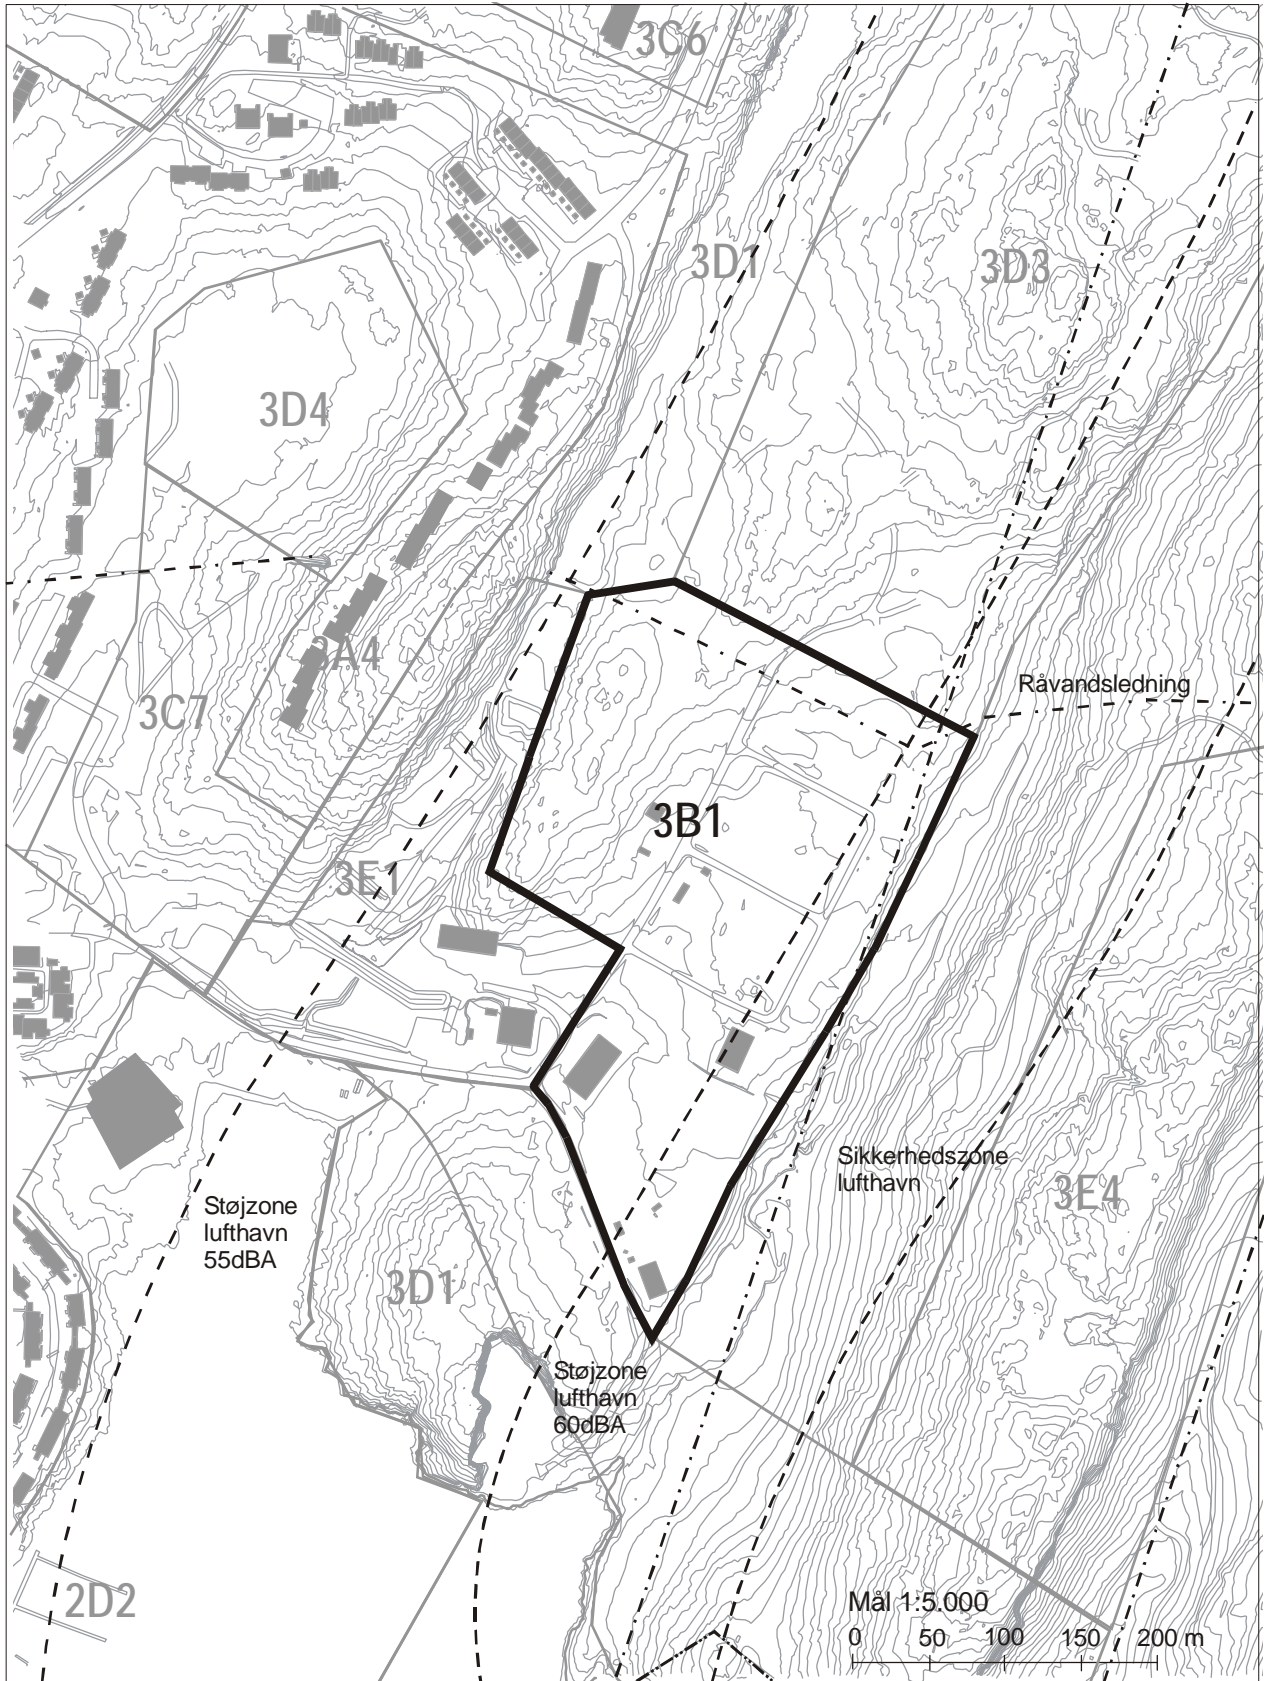 3C6
3D1
3D3
3D4
3A4
Råvandsledning
3C7
3B1
3E1
Sikkerhedszone
lufthavn
3E4
Støjzone
lufthavn
55dBA
3D1
Støjzone
lufthavn
60dBA
2D2
Mål 1:5.000
0 50 100 150 200 m